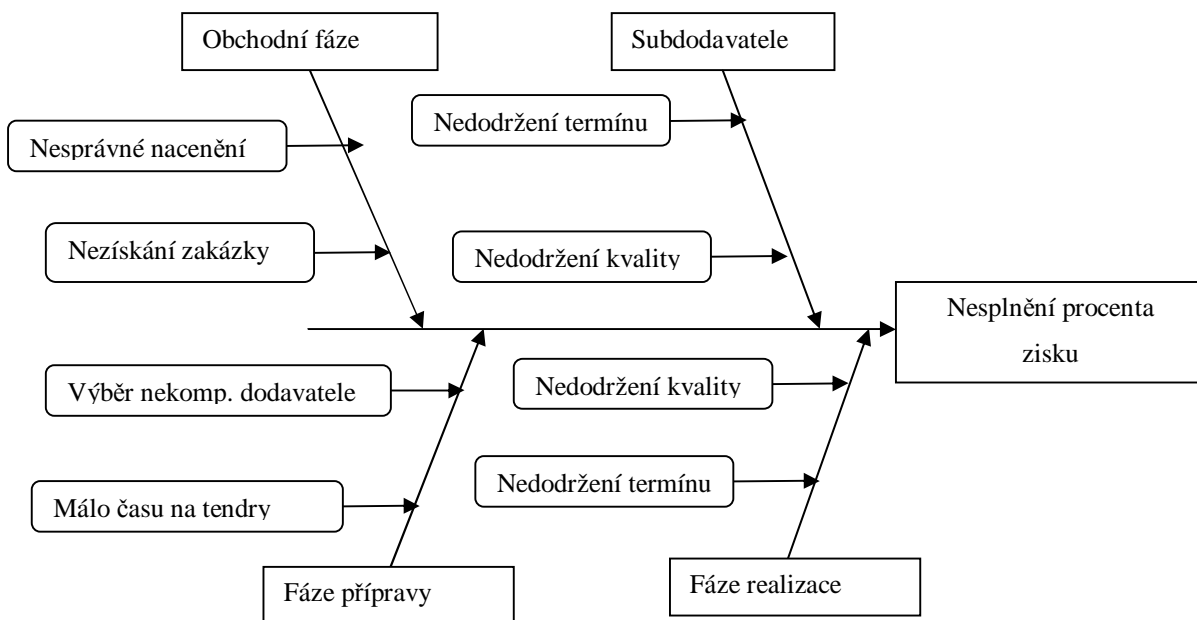 Obchodní fáze
Subdodavatele
Nedodržení termínu
Nesprávné nacenění
Nezískání zakázky
Nedodržení kvality
Nesplnění procenta
zisku
Výběr nekomp. dodavatele
Nedodržení kvality
Nedodržení termínu
Málo času na tendry
Fáze přípravy
Fáze realizace